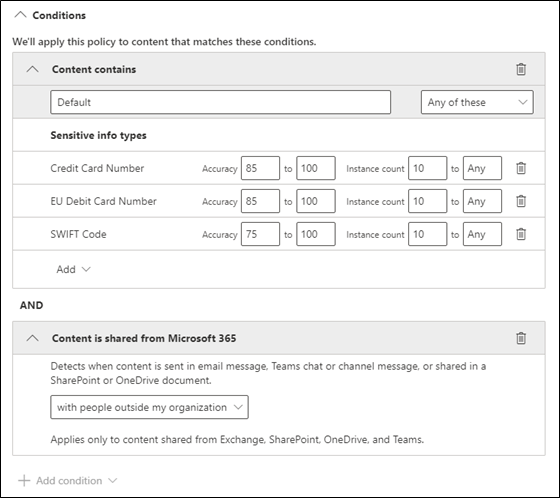 Conditions
We'll apply this policy to content that matches these conditions.
Content contains
Default Any of these
Sensitive info types
Credit Card Number Accuracy 85 to 100 Instance count 10 to Any
EU Debit Card Number Accuracy 85 to 100 Instance count 10 to Any
SWIFT Code Accuracy 75 to 100 Instance count 10 to Any
Add
AND
Content is shared from Microsoft 365
Detects when content is sent in email message, Teams chat or channel message, or shared in a
SharePoint or OneDrive document.
with people outside my organization
Applies only to content shared from Exchange, SharePoint, OneDrive, and Teams.
Add condition